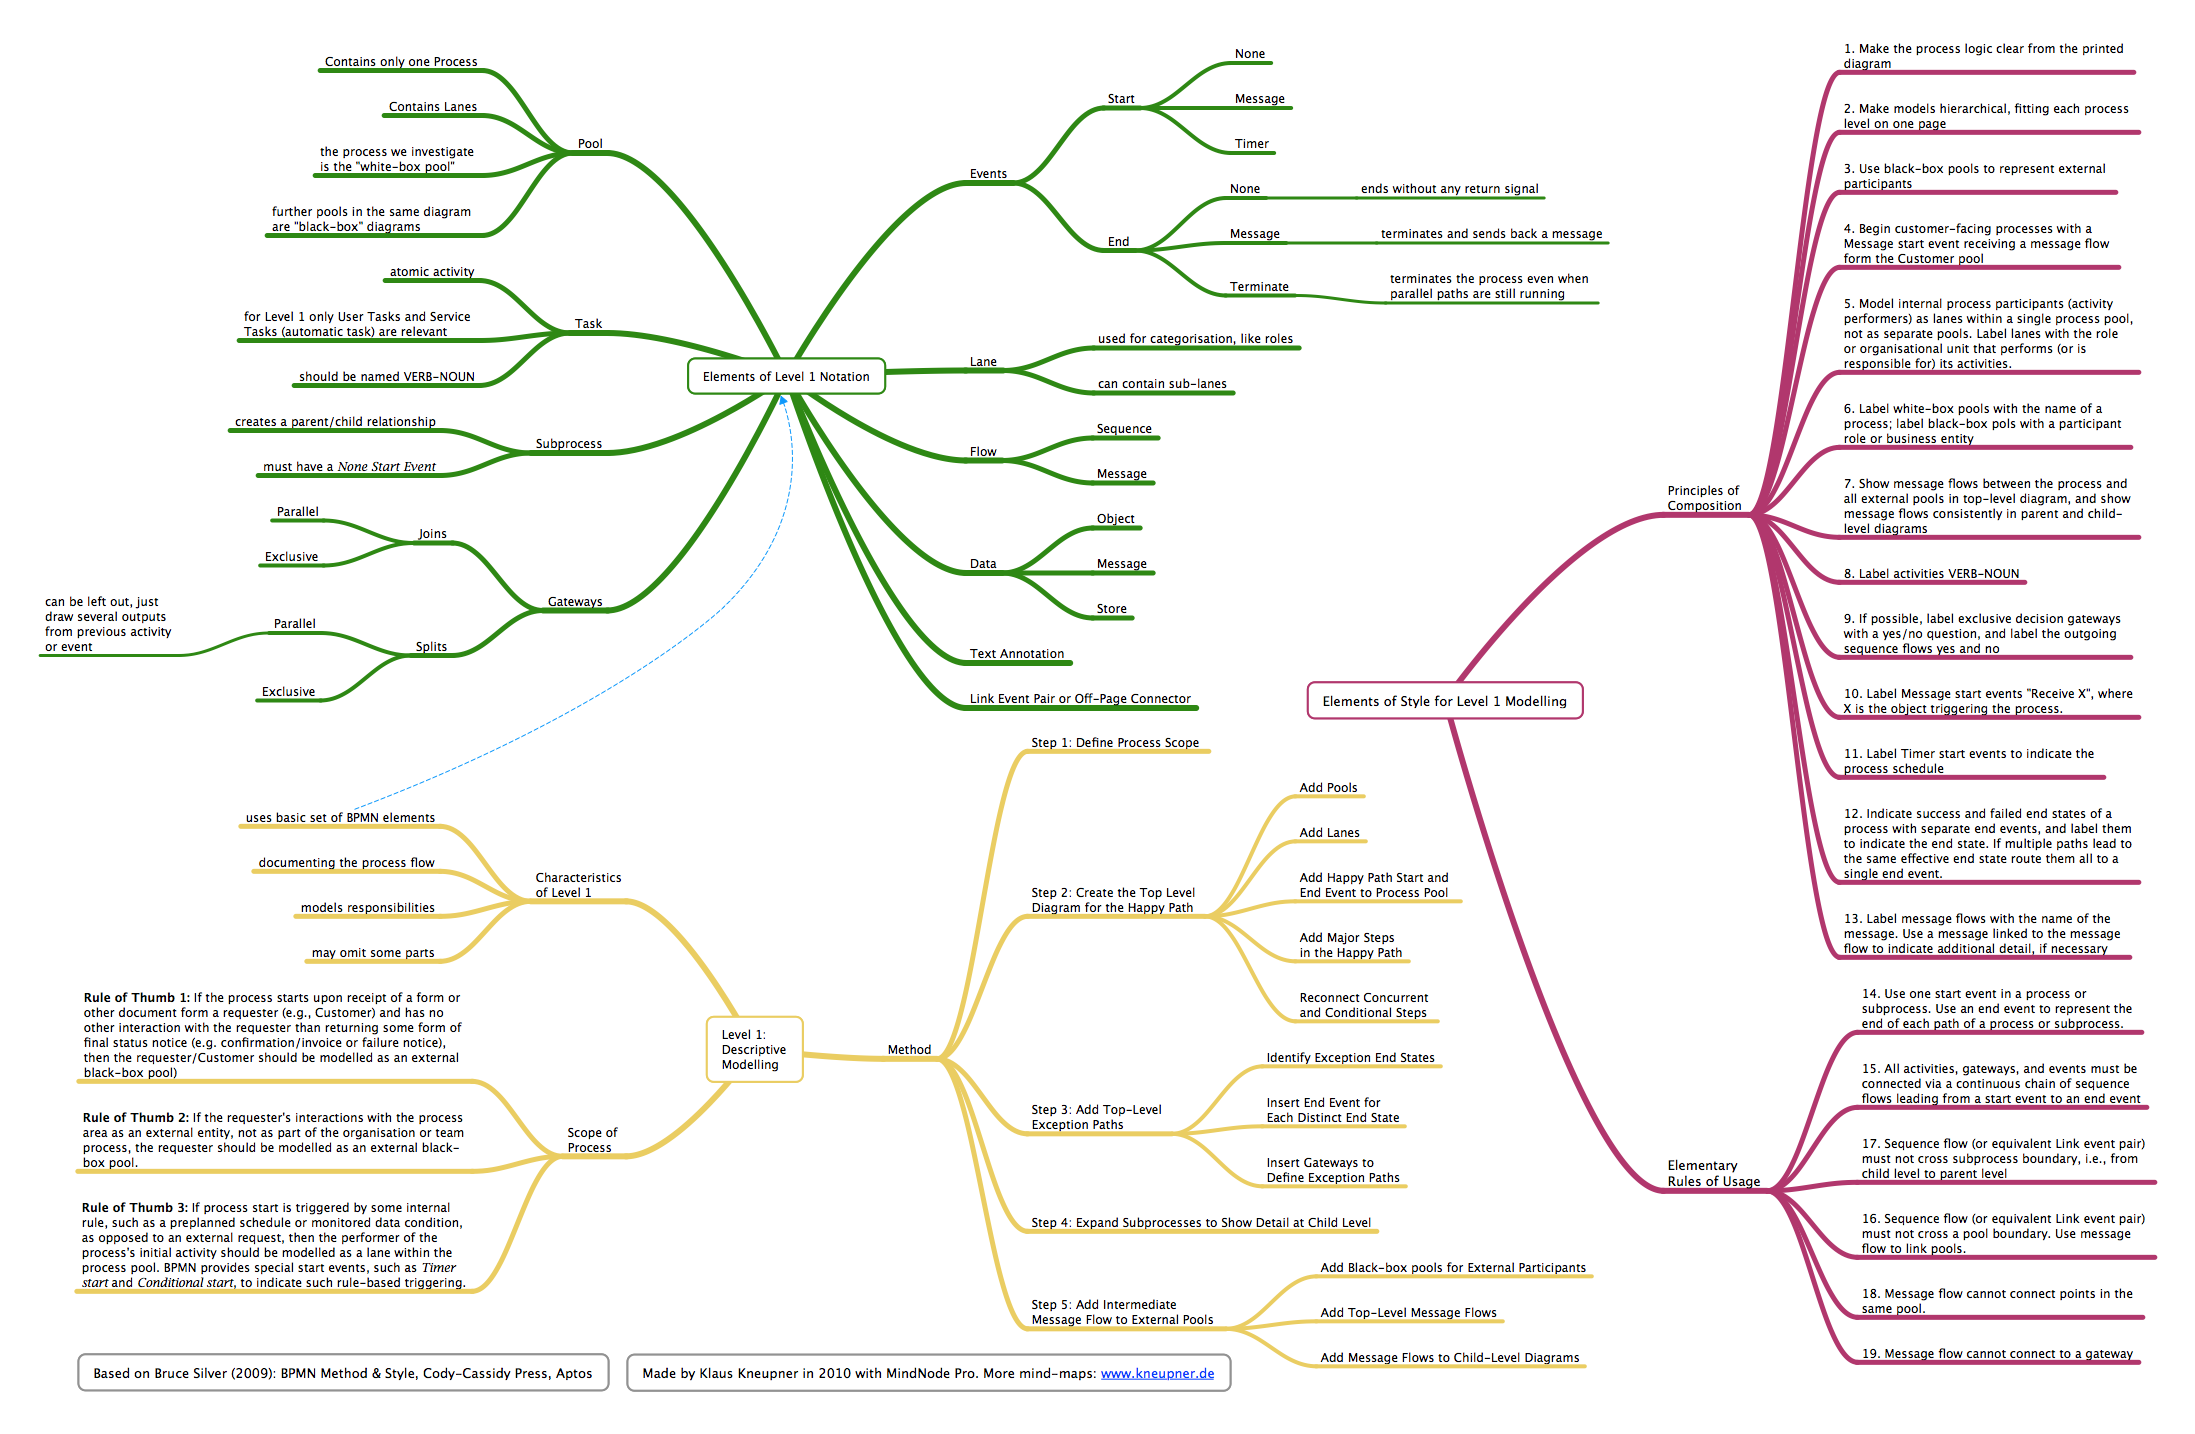 Contains only one Process
Contains Lanes
the process we investigate
is the "white-box pool"
further pools in the same diagram
are "black-box" diagrams
Pool
atomic activity
for Level 1 only User Tasks and Service
Tasks (automatic task) are relevant
should be named VERB-NOUN
Task
creates a parent/child relationship
must have a None Start Event
Subprocess
Parallel
Exclusive
Joins
can be left out, just
draw several outputs
from previous activity
or event
Parallel
Exclusive
Splits
Gateways
Elements of Level 1 Notation
Events
Start
None
Message
Timer
End
None
ends without any return signal
Message
terminates and sends back a message
Terminate
terminates the process even when
parallel paths are still running
Lane
used for categorisation, like roles
can contain sub-lanes
Flow
Sequence
Message
Data
Object
Message
Store
Text Annotation
Link Event Pair or Off-Page Connector
uses basic set of BPMN elements
documenting the process flow
models responsibilities
may omit some parts
Characteristics
of Level 1
Rule of Thumb 1: If the process starts upon receipt of a form or
other document form a requester (e.g., Customer) and has no
other interaction with the requester than returning some form of
final status notice (e.g. confirmation/invoice or failure notice),
then the requester/Customer should be modelled as an external
black-box pool)
Rule of Thumb 2: If the requester's interactions with the process
area as an external entity, not as part of the organisation or team
process, the requester should be modelled as an external black-
box pool.
Rule of Thumb 3: If process start is triggered by some internal
rule, such as a preplanned schedule or monitored data condition,
as opposed to an external request, then the performer of the
process's initial activity should be modelled as a lane within the
process pool. BPMN provides special start events, such as Timer
start and Conditional start, to indicate such rule-based triggering.
Scope of
Process
Level 1:
Descriptive
Modelling
Method
Step 1: Define Process Scope
Step 2: Create the Top Level
Diagram for the Happy Path
Add Pools
Add Lanes
Add Happy Path Start and
End Event to Process Pool
Add Major Steps
in the Happy Path
Reconnect Concurrent
and Conditional Steps
Step 3: Add Top-Level
Exception Paths
Identify Exception End States
Insert End Event for
Each Distinct End State
Insert Gateways to
Define Exception Paths
Step 4: Expand Subprocesses to Show Detail at Child Level
Step 5: Add Intermediate
Message Flow to External Pools
Add Black-box pools for External Participants
Add Top-Level Message Flows
Add Message Flows to Child-Level Diagrams
Elements of Style for Level 1 Modelling
Principles of
Composition
1. Make the process logic clear from the printed
diagram
2. Make models hierarchical, fitting each process
level on one page
3. Use black-box pools to represent external
participants
4. Begin customer-facing processes with a
Message start event receiving a message flow
form the Customer pool
5. Model internal process participants (activity
performers) as lanes within a single process pool,
not as separate pools. Label lanes with the role
or organisational unit that performs (or is
responsible for) its activities.
6. Label white-box pools with the name of a
process; label black-box pols with a participant
role or business entity
7. Show message flows between the process and
all external pools in top-level diagram, and show
message flows consistently in parent and child-
level diagrams
8. Label activities VERB-NOUN
9. If possible, label exclusive decision gateways
with a yes/no question, and label the outgoing
sequence flows yes and no
10. Label Message start events "Receive X", where
X is the object triggering the process.
11. Label Timer start events to indicate the
process schedule
12. Indicate success and failed end states of a
process with separate end events, and label them
to indicate the end state. If multiple paths lead to
the same effective end state route them all to a
single end event.
13. Label message flows with the name of the
message. Use a message linked to the message
flow to indicate additional detail, if necessary
Elementary
Rules of Usage
14. Use one start event in a process or
subprocess. Use an end event to represent the
end of each path of a process or subprocess.
15. All activities, gateways, and events must be
connected via a continuous chain of sequence
flows leading from a start event to an end event
17. Sequence flow (or equivalent Link event pair)
must not cross subprocess boundary, i.e., from
child level to parent level
16. Sequence flow (or equivalent Link event pair)
must not cross a pool boundary. Use message
flow to link pools.
18. Message flow cannot connect points in the
same pool.
19. Message flow cannot connect to a gateway
Based on Bruce Silver (2009): BPMN Method & Style, Cody-Cassidy Press, Aptos
Made by Klaus Kneupner in 2010 with MindNode Pro. More mind-maps: www.kneupner.de